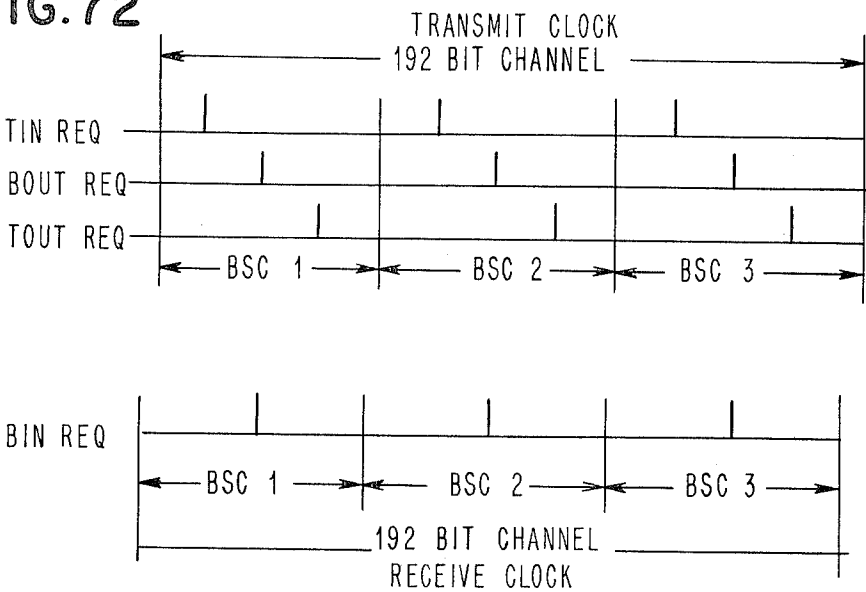 IG. 72
TRANSMIT CLOCK
192 BIT CHANNEL
TIN REQ
BOUT REQ
TOUT REQ
BSC 1
BSC 2
BSC 3
BIN REQ
BSC 1
BSC 2
BSC 3
192 BIT CHANNEL
RECEIVE CLOCK